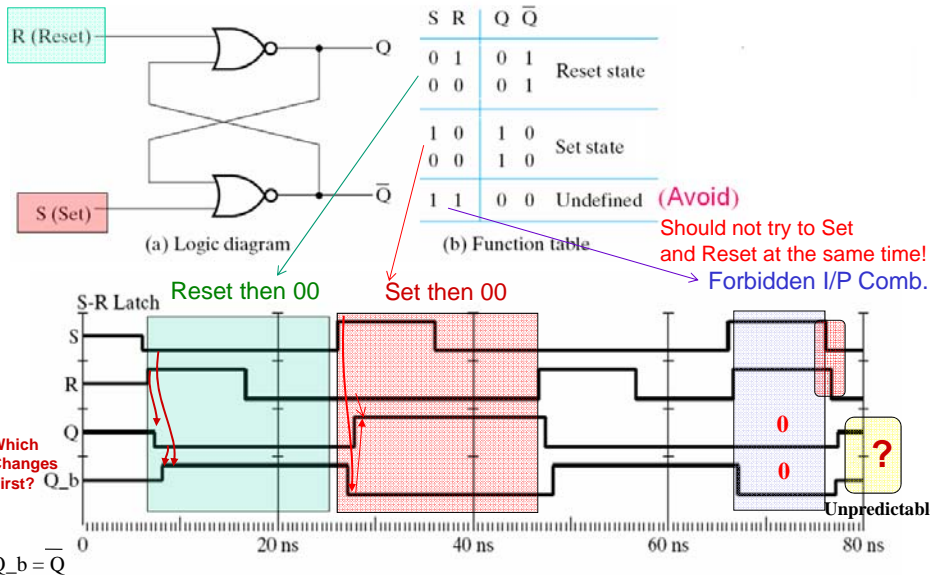 R (Reset)
Q
S (Set)
Q̅
(a) Logic diagram
S R Q Q̅
0 1 0 1
0 0 0 1
Reset state
1 0 1 0
0 0 1 0
Set state
1 1 0 0 Undefined (Avoid)
(b) Function table
Should not try to Set
and Reset at the same time!
Forbidden I/P Comb.
Reset then 00
Set then 00
S-R Latch
S
R
Q
Q_b
Which
Changes
First?
0
0
?
Unpredictabl
0 20 ns 40 ns 60 ns 80 ns
Q_b = Q̅